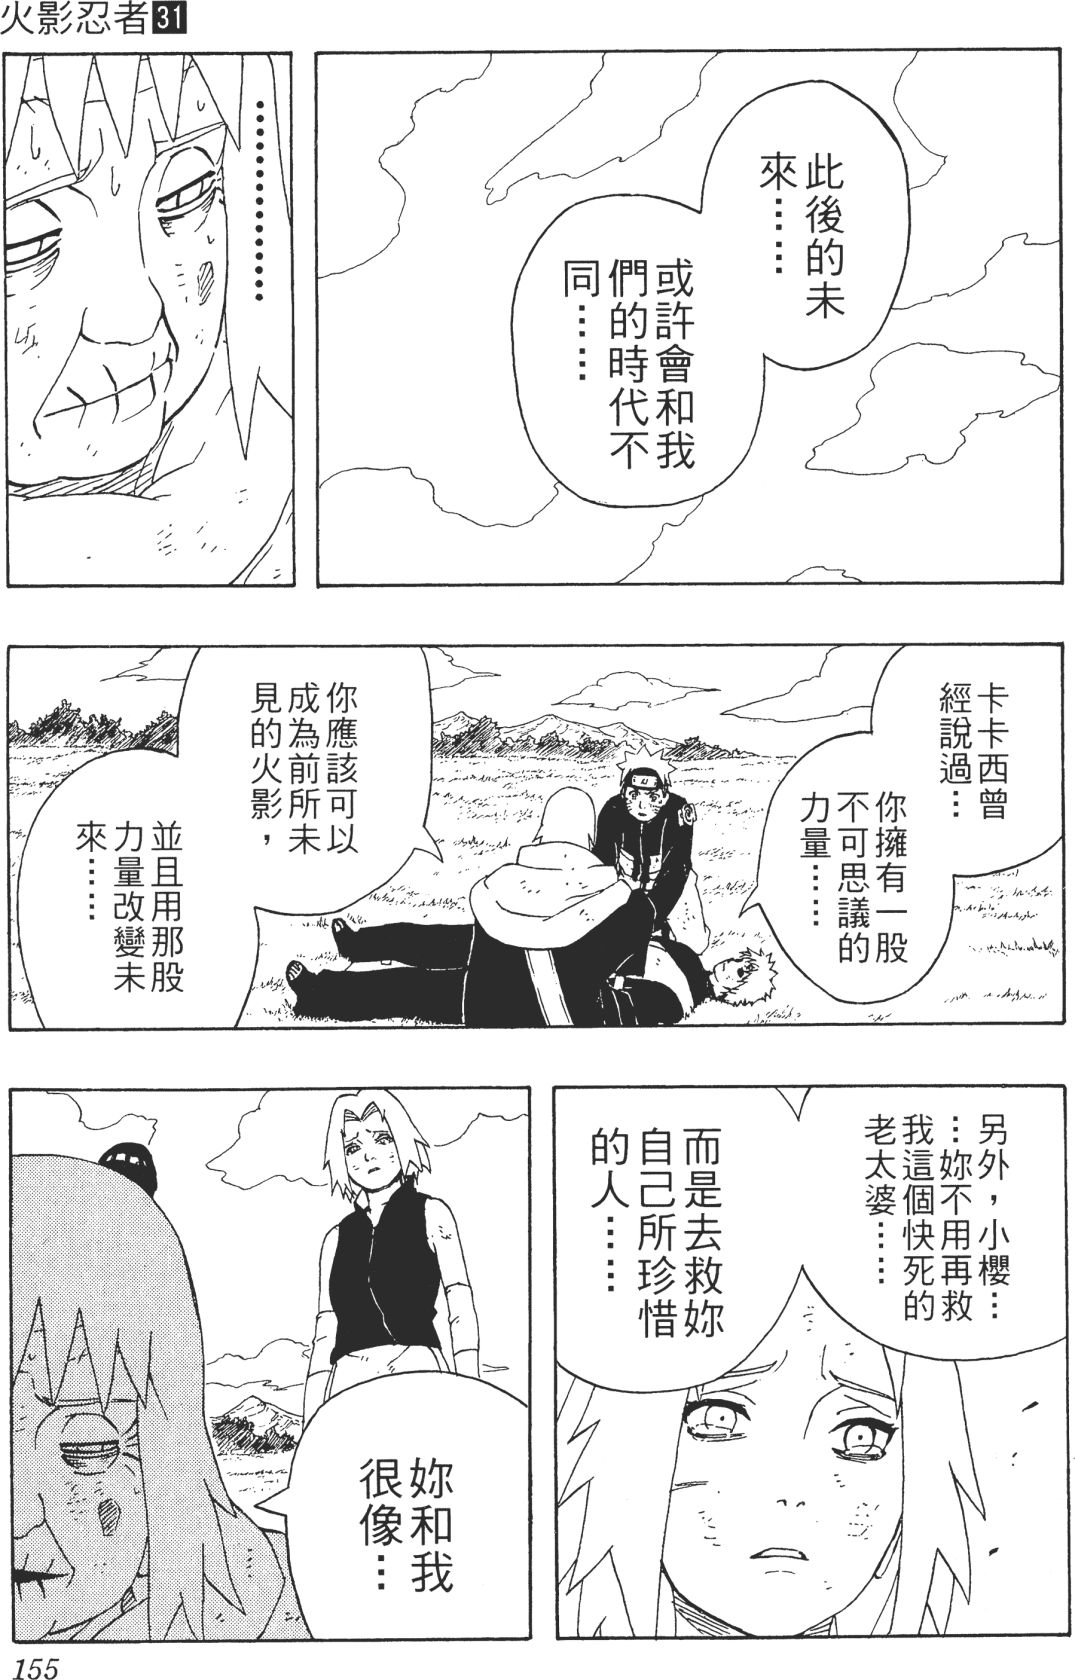 火影忍者31
此後的未
來……
或許會和我
們的時代不
同……
…………
卡卡西曾
經說過…
你擁有一股
不可思議的
力量……
你應該可以
成為前所未
見的火影，
並且用那股
力量改變未
來……
另外，小櫻…
…妳不用再救
我這個快死的
老太婆……
而是去救妳
自己所珍惜
的人……
妳和我
很像…
155